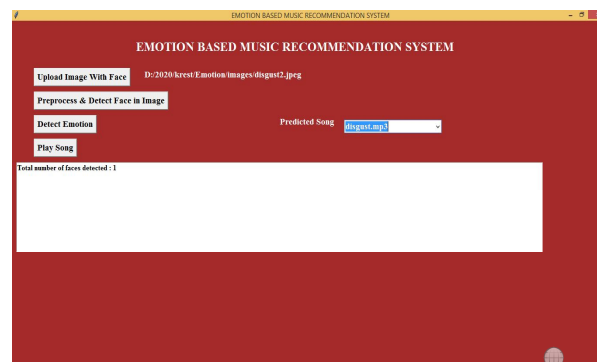 EMOTION BASED MUSIC RECOMMENDATION SYSTEM
EMOTION BASED MUSIC RECOMMENDATION SYSTEM
Upload Image With Face D:/2020/krest/Emotion/images/disgust2.jpeg
Preprocess & Detect Face in Image
Detect Emotion Predicted Song disgust.mp3
Play Song
Total number of faces detected : 1